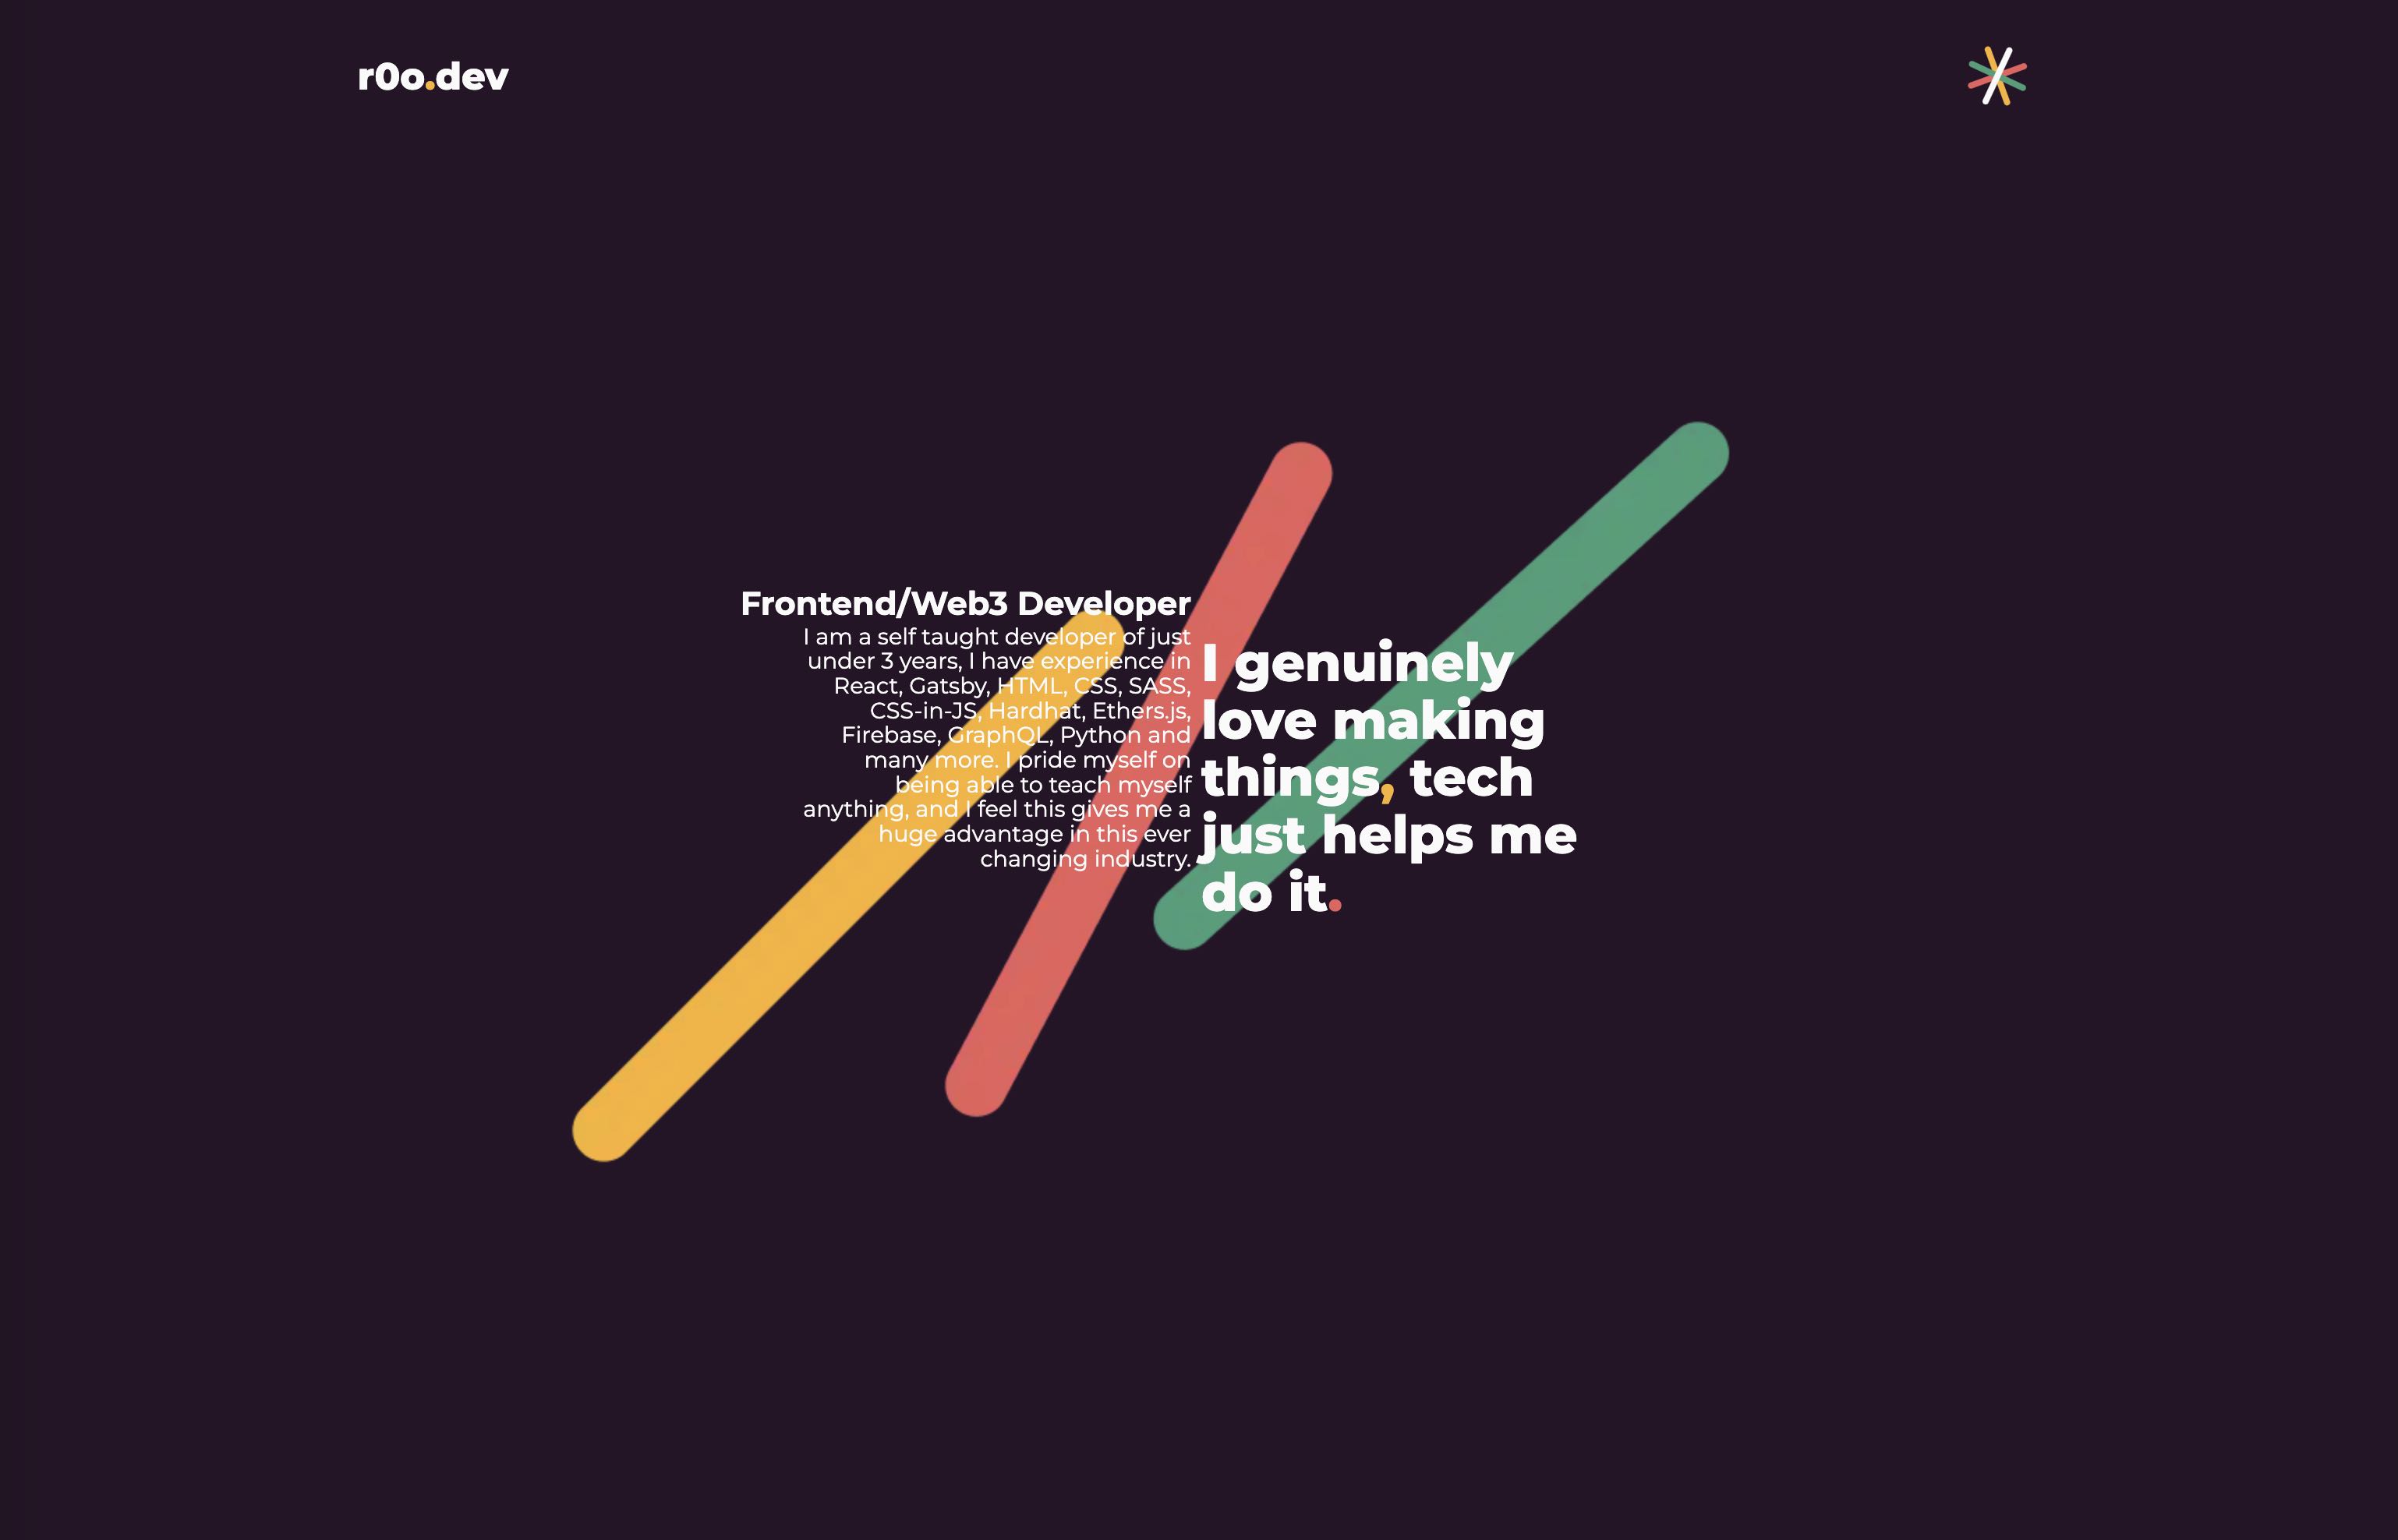 r0o.dev
Frontend/Web3 Developer
I am a self taught developer of just
under 3 years, I have experience in
React, Gatsby, HTML, CSS, SASS,
CSS-in-JS, Hardhat, Ethers.js,
Firebase, GraphQL, Python and
many more. I pride myself on
being able to teach myself
anything, and I feel this gives me a
huge advantage in this ever
changing industry.
I genuinely
love making
things, tech
just helps me
do it.